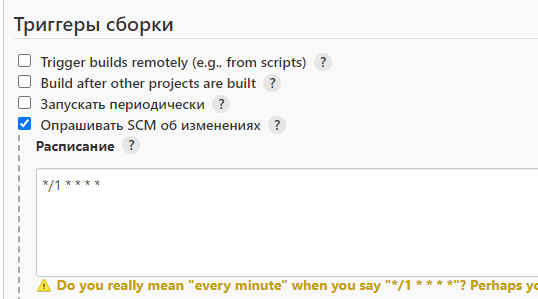 Триггеры сборки
Trigger builds remotely (e.g., from scripts) ?
Build after other projects are built ?
Запускать периодически ?
Опрашивать SCM об изменениях ?
Расписание ?
*/1 * * * *
Do you really mean "every minute" when you say "*/1 * * * *"? Perhaps